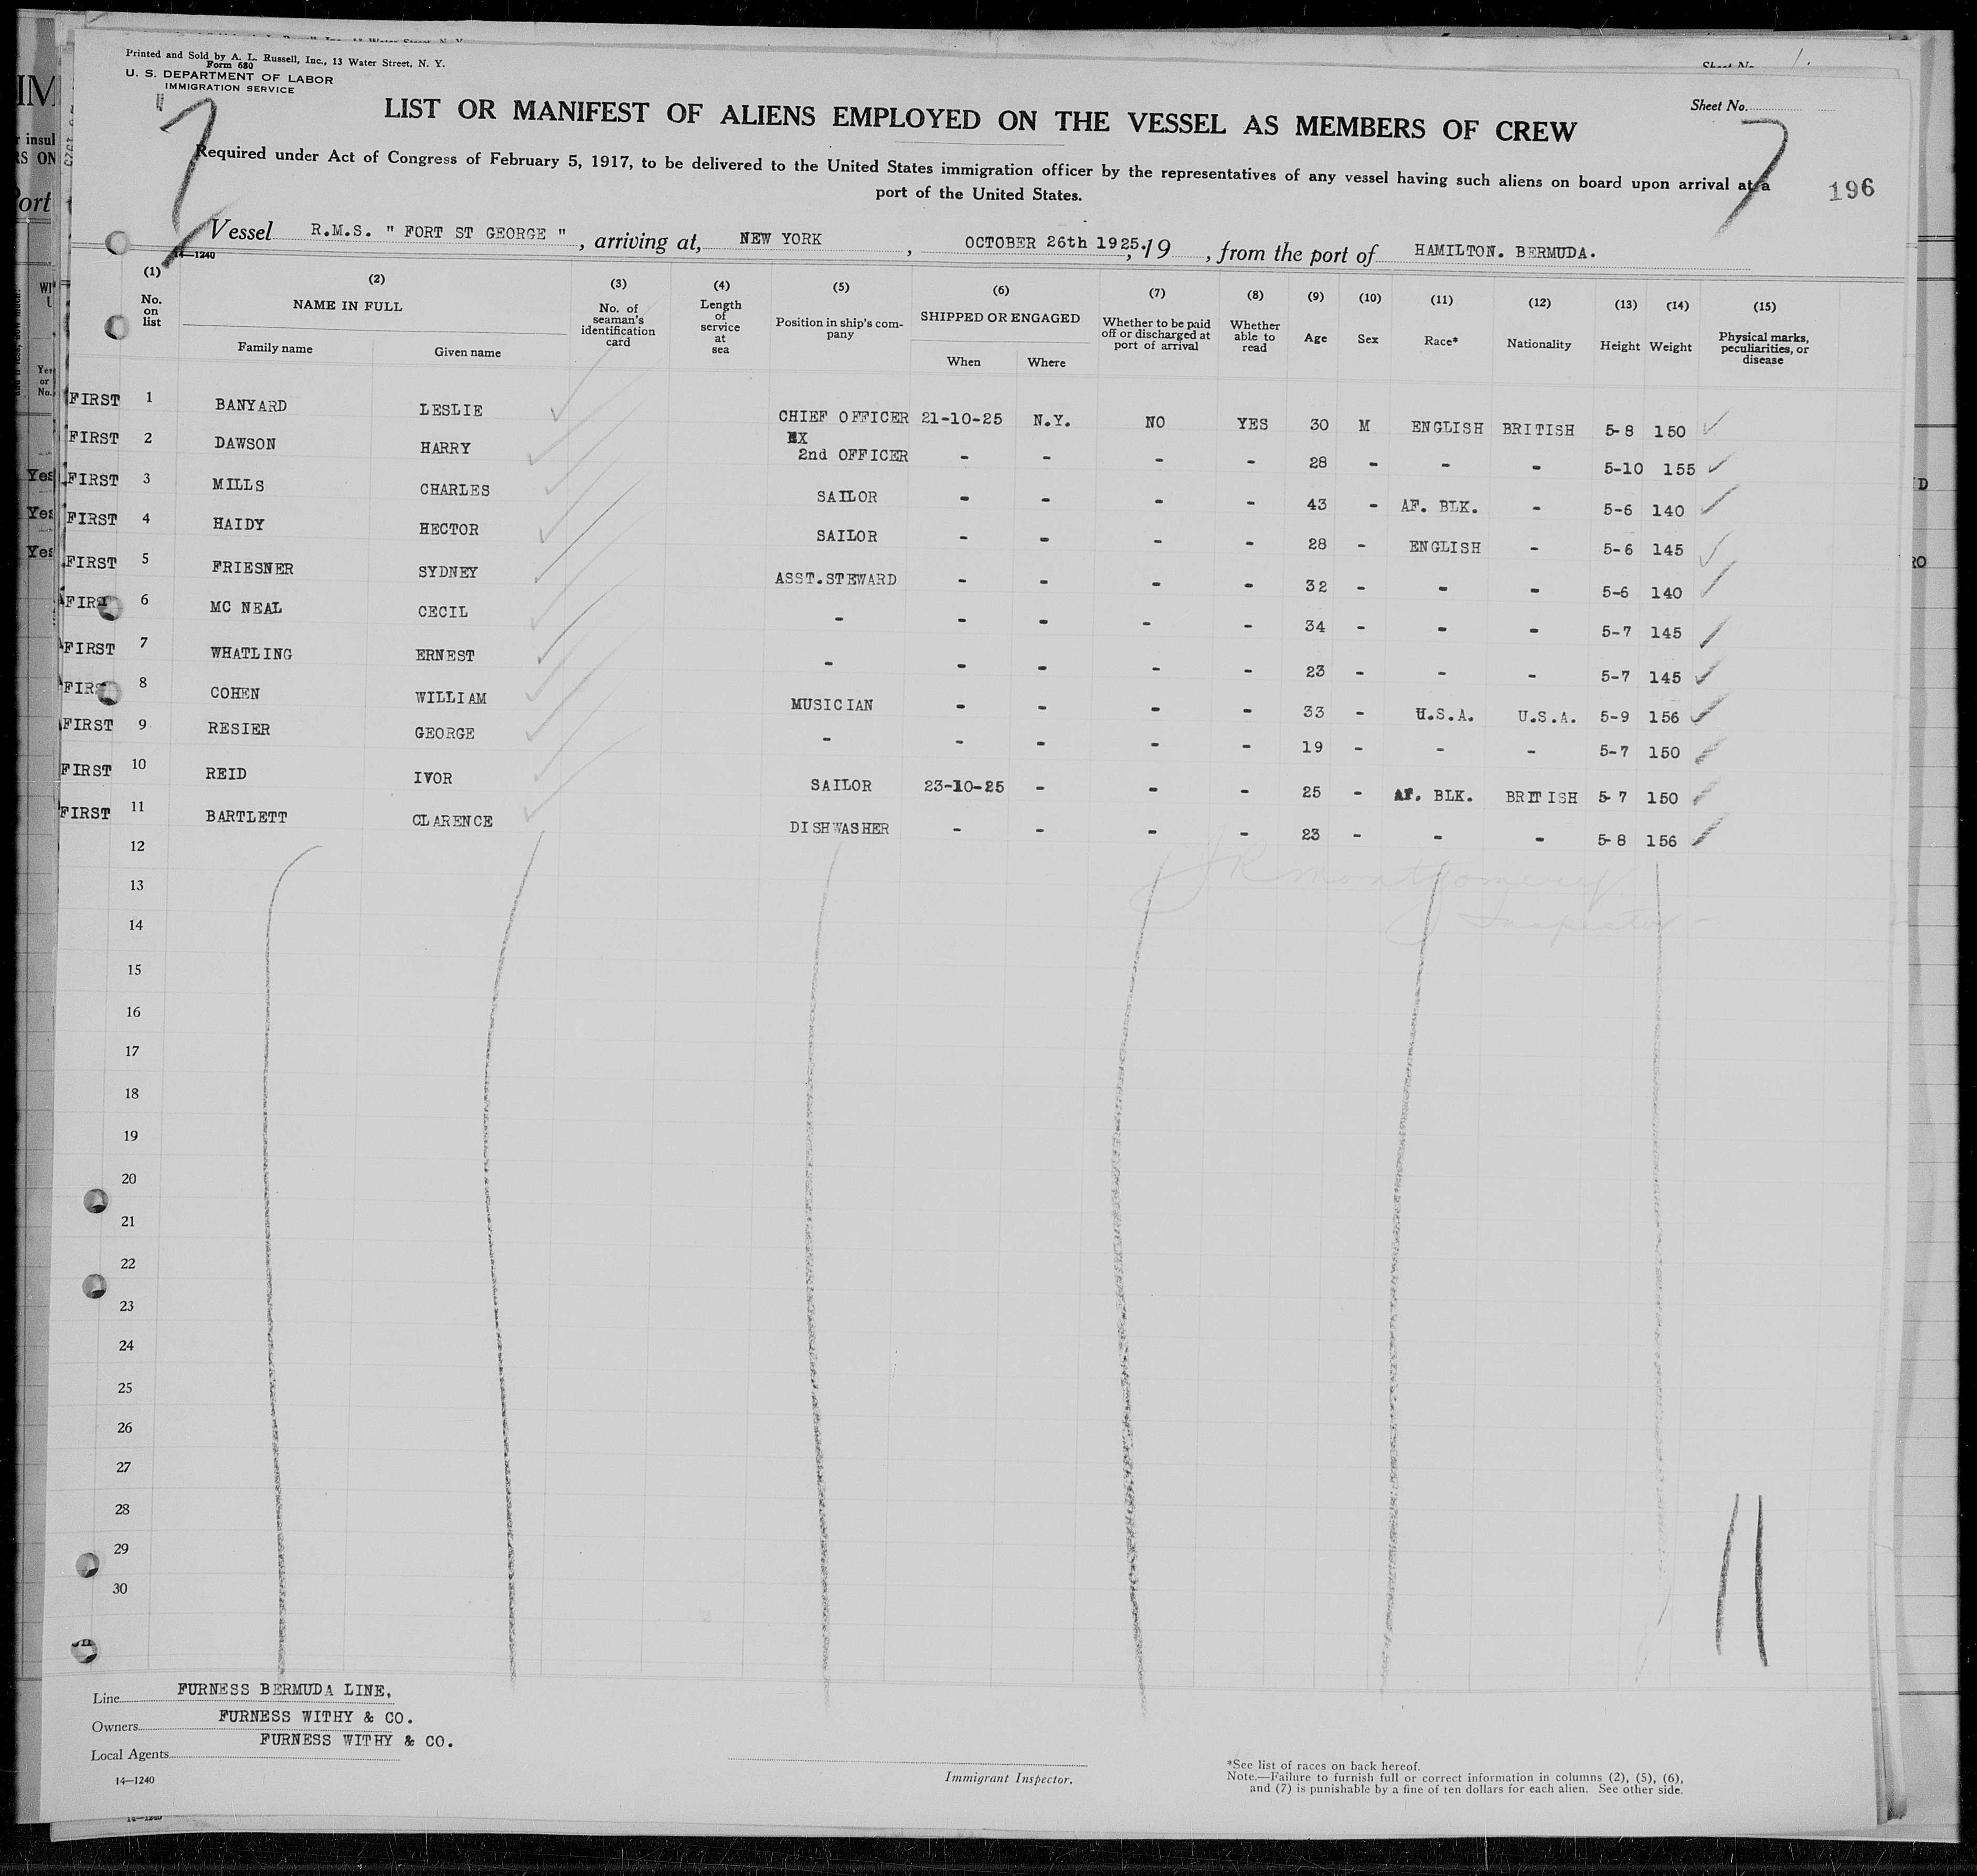 Printed and Sold by A. L. Russell, Inc., 13 Water Street, N. Y.
Form 680
U. S. DEPARTMENT OF LABOR
IMMIGRATION SERVICE
Sheet No.
LIST OR MANIFEST OF ALIENS EMPLOYED ON THE VESSEL AS MEMBERS OF CREW
Required under Act of Congress of February 5, 1917, to be delivered to the United States immigration officer by the representatives of any vessel having such aliens on board upon arrival at a
port of the United States.
196
Vessel R.M.S. " FORT ST GEORGE ", arriving at, NEW YORK, OCTOBER 26th 1925., 19, from the port of HAMILTON. BERMUDA.
14—1240
(1) (2) (3) (4) (5) (6) (7) (8) (9) (10) (11) (12) (13) (14) (15)
No. on list NAME IN FULL No. of seaman's identification card Length of service at sea Position in ship's company SHIPPED OR ENGAGED Whether to be paid off or discharged at port of arrival Whether able to read Age Sex Race* Nationality Height Weight Physical marks, peculiarities, or disease
Family name Given name When Where
FIRST 1 BANYARD LESLIE CHIEF OFFICER 21-10-25 N.Y. NO YES 30 M ENGLISH BRITISH 5-8 150
FIRST 2 DAWSON HARRY 2nd OFFICER - - - - 28 - - - 5-10 155
FIRST 3 MILLS CHARLES SAILOR - - - - 43 - AF. BLK. - 5-6 140
FIRST 4 HAIDY HECTOR SAILOR - - - - 28 - ENGLISH - 5-6 145
FIRST 5 FRIESNER SYDNEY ASST.STEWARD - - - - 32 - - - 5-6 140
FIRS 6 MC NEAL CECIL - - - - - 34 - - - 5-7 145
FIRST 7 WHATLING ERNEST - - - - - 23 - - - 5-7 145
FIRS 8 COHEN WILLIAM MUSICIAN - - - - 33 - U.S.A. U.S.A. 5-9 156
FIRST 9 RESIER GEORGE - - - - - 19 - - - 5-7 150
FIRST 10 REID IVOR SAILOR 23-10-25 - - - 25 - AF. BLK. BRITISH 5-7 150
FIRST 11 BARTLETT CLARENCE DISHWASHER - - - - 23 - - - 5-8 156
12
J R Montgomery
13
Inspector
14
15
16
17
18
19
20
21
22
23
24
25
26
27
28
29
30
11
Line FURNESS BERMUDA LINE,
Owners FURNESS WITHY & CO.
Local Agents FURNESS WITHY & CO.
14—1240
Immigrant Inspector.
*See list of races on back hereof.
Note.—Failure to furnish full or correct information in columns (2), (5), (6),
and (7) is punishable by a fine of ten dollars for each alien. See other side.